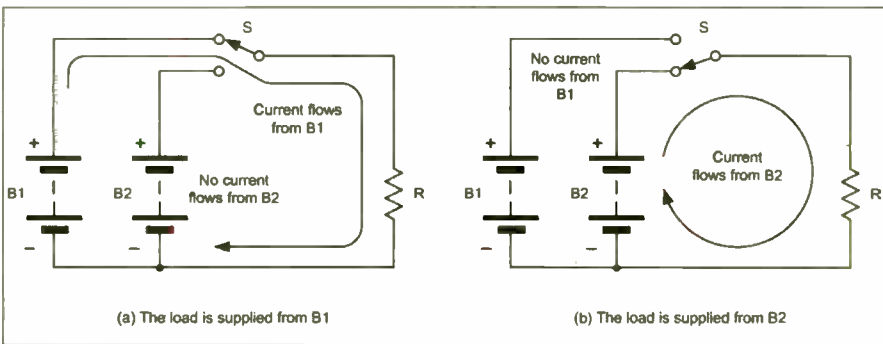 S
Current flows
from B1
+
+
B1
B2
No current
flows from B2
R
–
–
(a) The load is supplied from B1
S
No current
flows from
B1
+
+
B1
B2
Current
flows from B2
R
–
–
(b) The load is supplied from B2